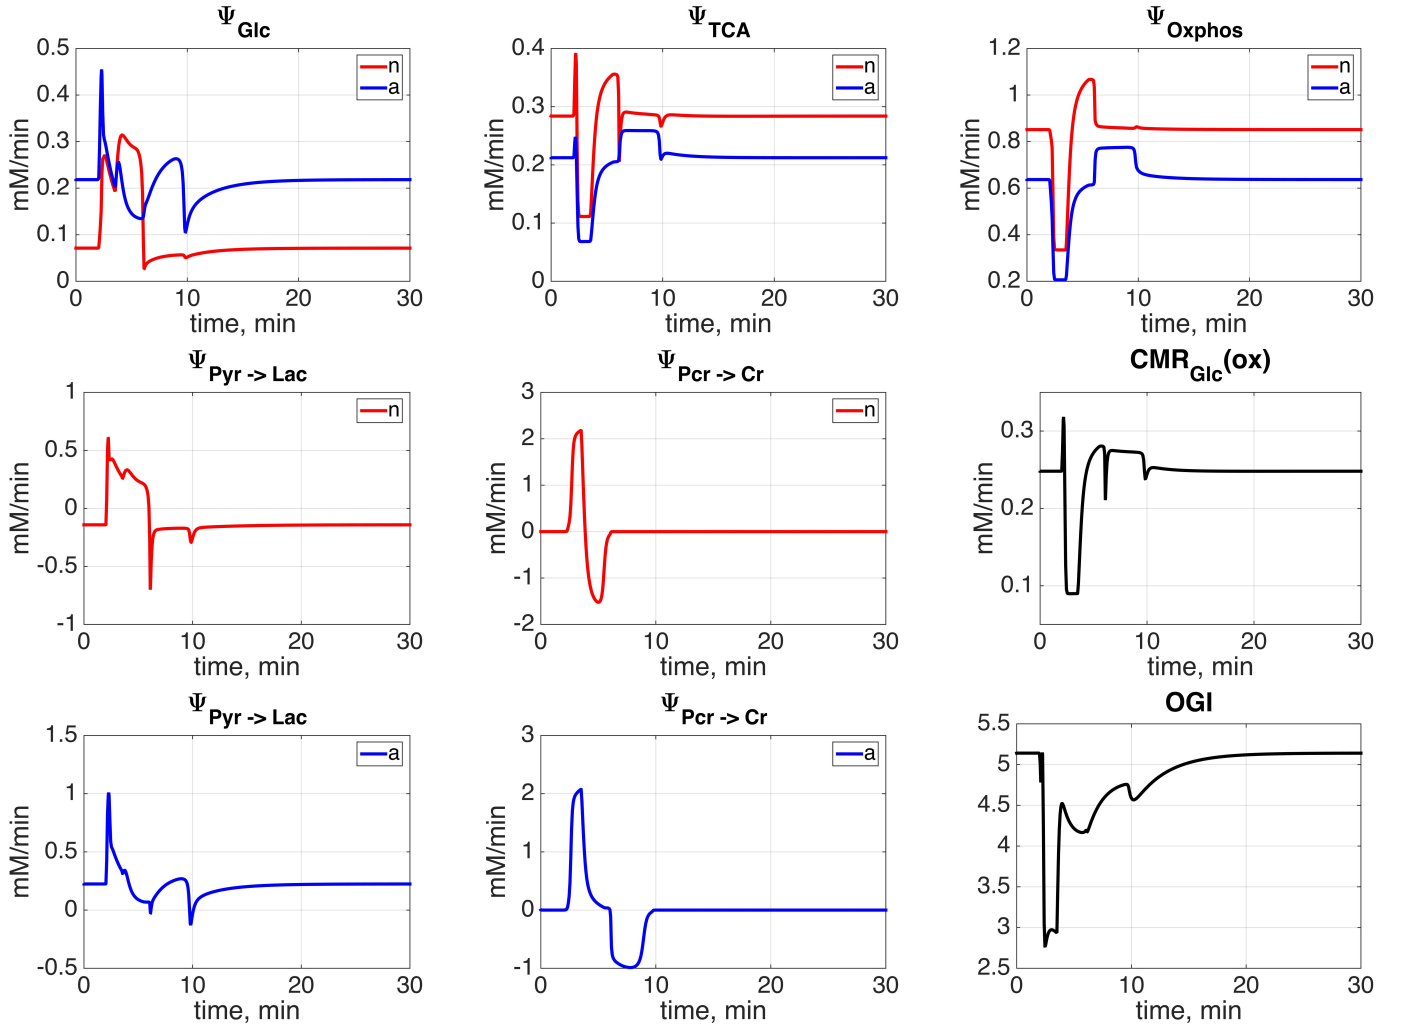 Ψ Glc
0.5
0.4
0.3
0.2
0.1
0
0 10 20 30
mM/min
time, min
n
a
Ψ TCA
0.4
0.3
0.2
0.1
0
0 10 20 30
mM/min
time, min
n
a
Ψ Oxphos
1.2
1
0.8
0.6
0.4
0.2
0 10 20 30
mM/min
time, min
n
a
Ψ Pyr -> Lac
1
0.5
0
-0.5
-1
0 10 20 30
mM/min
time, min
n
Ψ Pcr -> Cr
3
2
1
0
-1
-2
0 10 20 30
mM/min
time, min
n
CMR Glc (ox)
0.3
0.2
0.1
0 10 20 30
mM/min
time, min
Ψ Pyr -> Lac
1.5
1
0.5
0
-0.5
0 10 20 30
mM/min
time, min
a
Ψ Pcr -> Cr
3
2
1
0
-1
0 10 20 30
mM/min
time, min
a
OGI
5.5
5
4.5
4
3.5
3
2.5
0 10 20 30
time, min